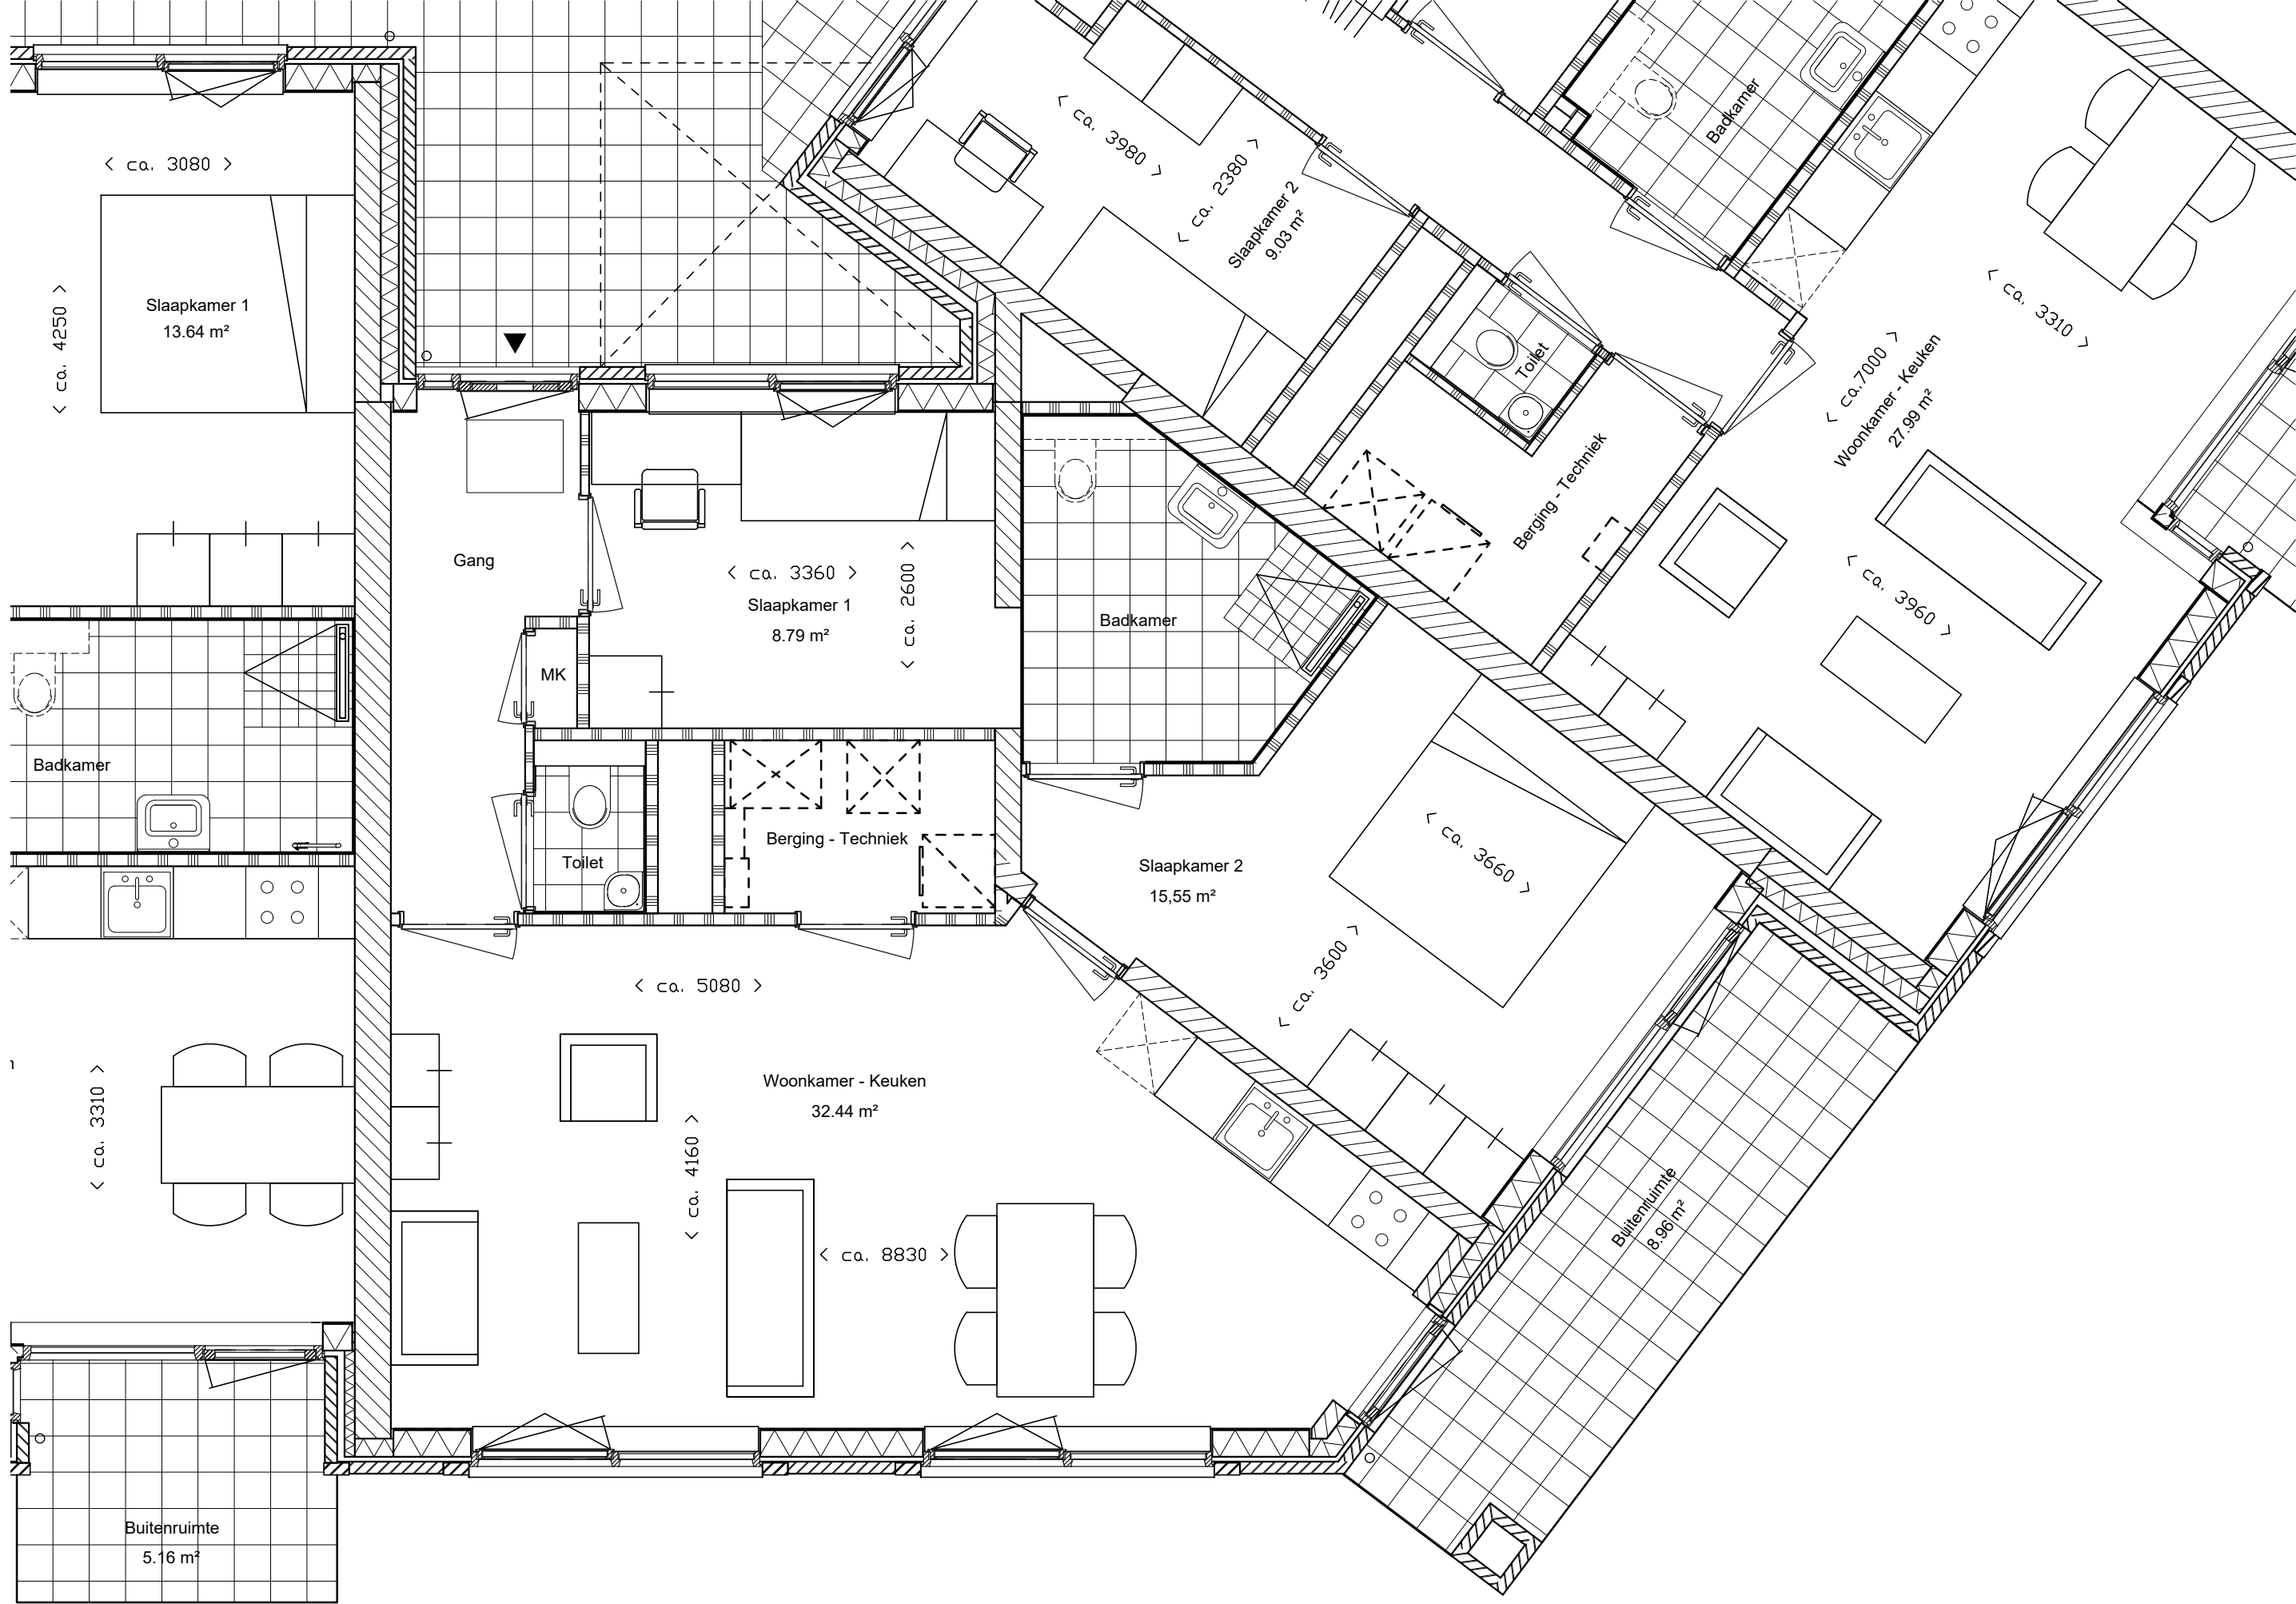 ca. 3080
ca. 4250
Slaapkamer 1
13.64 m²
Badkamer
ca. 3310
Buitenruimte
5.16 m²
Gang
ca. 3360
ca. 2600
Slaapkamer 1
8.79 m²
MK
Toilet
Berging - Techniek
ca. 5080
Woonkamer - Keuken
32.44 m²
ca. 4160
ca. 8830
Badkamer
Slaapkamer 2
15,55 m²
ca. 3660
ca. 3600
Buitenruimte
8.96 m²
ca. 3980
ca. 2380
Slaapkamer 2
9.03 m²
Badkamer
Toilet
Berging - Techniek
ca. 3310
ca.7000
Woonkamer - Keuken
27.99 m²
ca. 3960